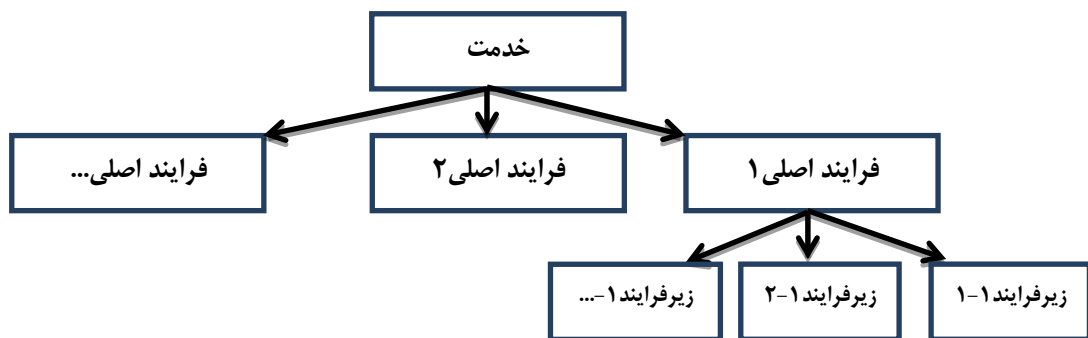 خدمت
فرایند اصلی۱
فرایند اصلی۲
فرایند اصلی...
زیرفرایند۱-۱
زیرفرایند۱-۲
زیرفرایند۱-...